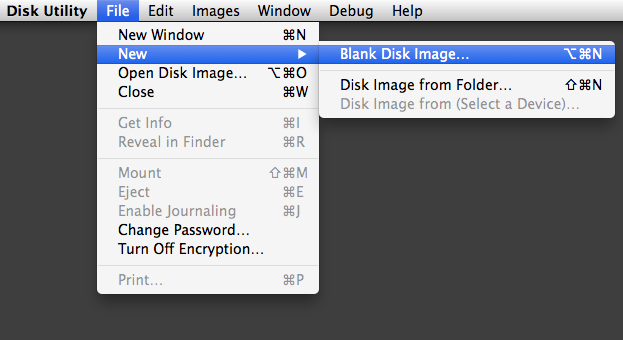 Disk Utility File Edit Images Window Debug Help
New Window ⌘N
New ▶
Blank Disk Image... ⌥⌘N
Open Disk Image... ⌥⌘O
Disk Image from Folder... ⇧⌘N
Close ⌘W
Disk Image from (Select a Device)...
Get Info ⌘I
Reveal in Finder ⌘R
Mount ⇧⌘M
Eject ⌘E
Enable Journaling ⌘J
Change Password...
Turn Off Encryption...
Print... ⌘P